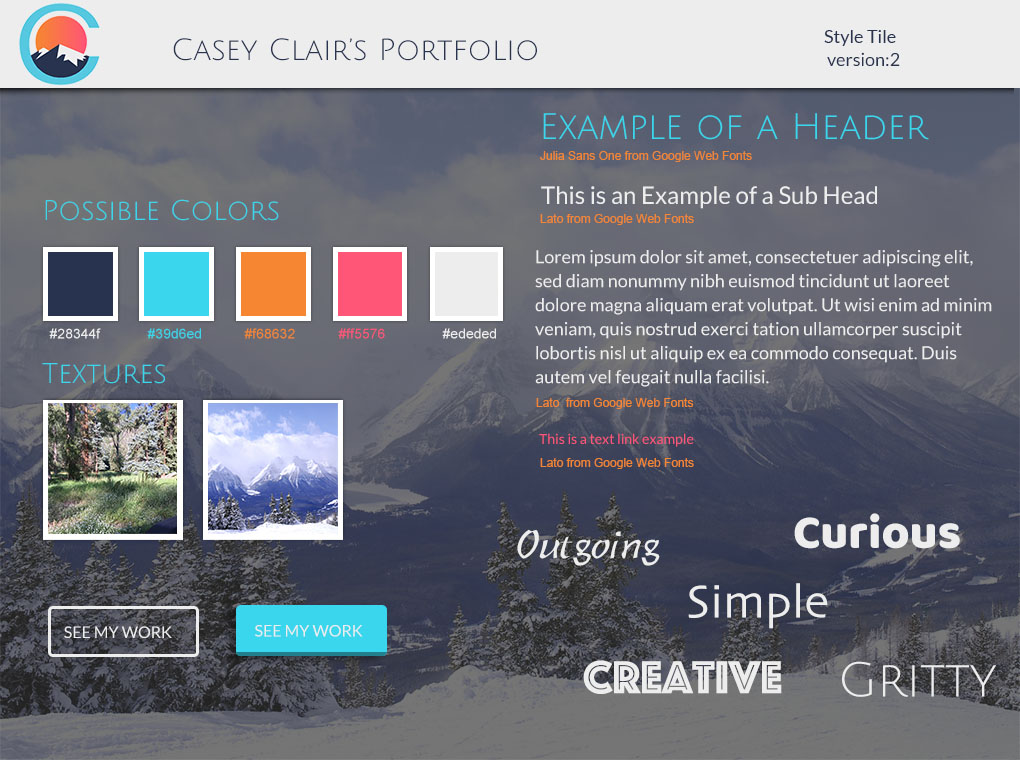 Casey Clair's Portfolio
Style Tile
version:2
Possible Colors
#28344f
#39d6ed
#f68632
#ff5576
#ededed
Textures
SEE MY WORK
SEE MY WORK
Example of a Header
Julia Sans One from Google Web Fonts
This is an Example of a Sub Head
Lato from Google Web Fonts
Lorem ipsum dolor sit amet, consectetuer adipiscing elit,
sed diam nonummy nibh euismod tincidunt ut laoreet
dolore magna aliquam erat volutpat. Ut wisi enim ad minim
veniam, quis nostrud exerci tation ullamcorper suscipit
lobortis nisl ut aliquip ex ea commodo consequat. Duis
autem vel feugait nulla facilisi.
Lato from Google Web Fonts
This is a text link example
Lato from Google Web Fonts
Outgoing
Curious
Simple
CREATIVE
Gritty